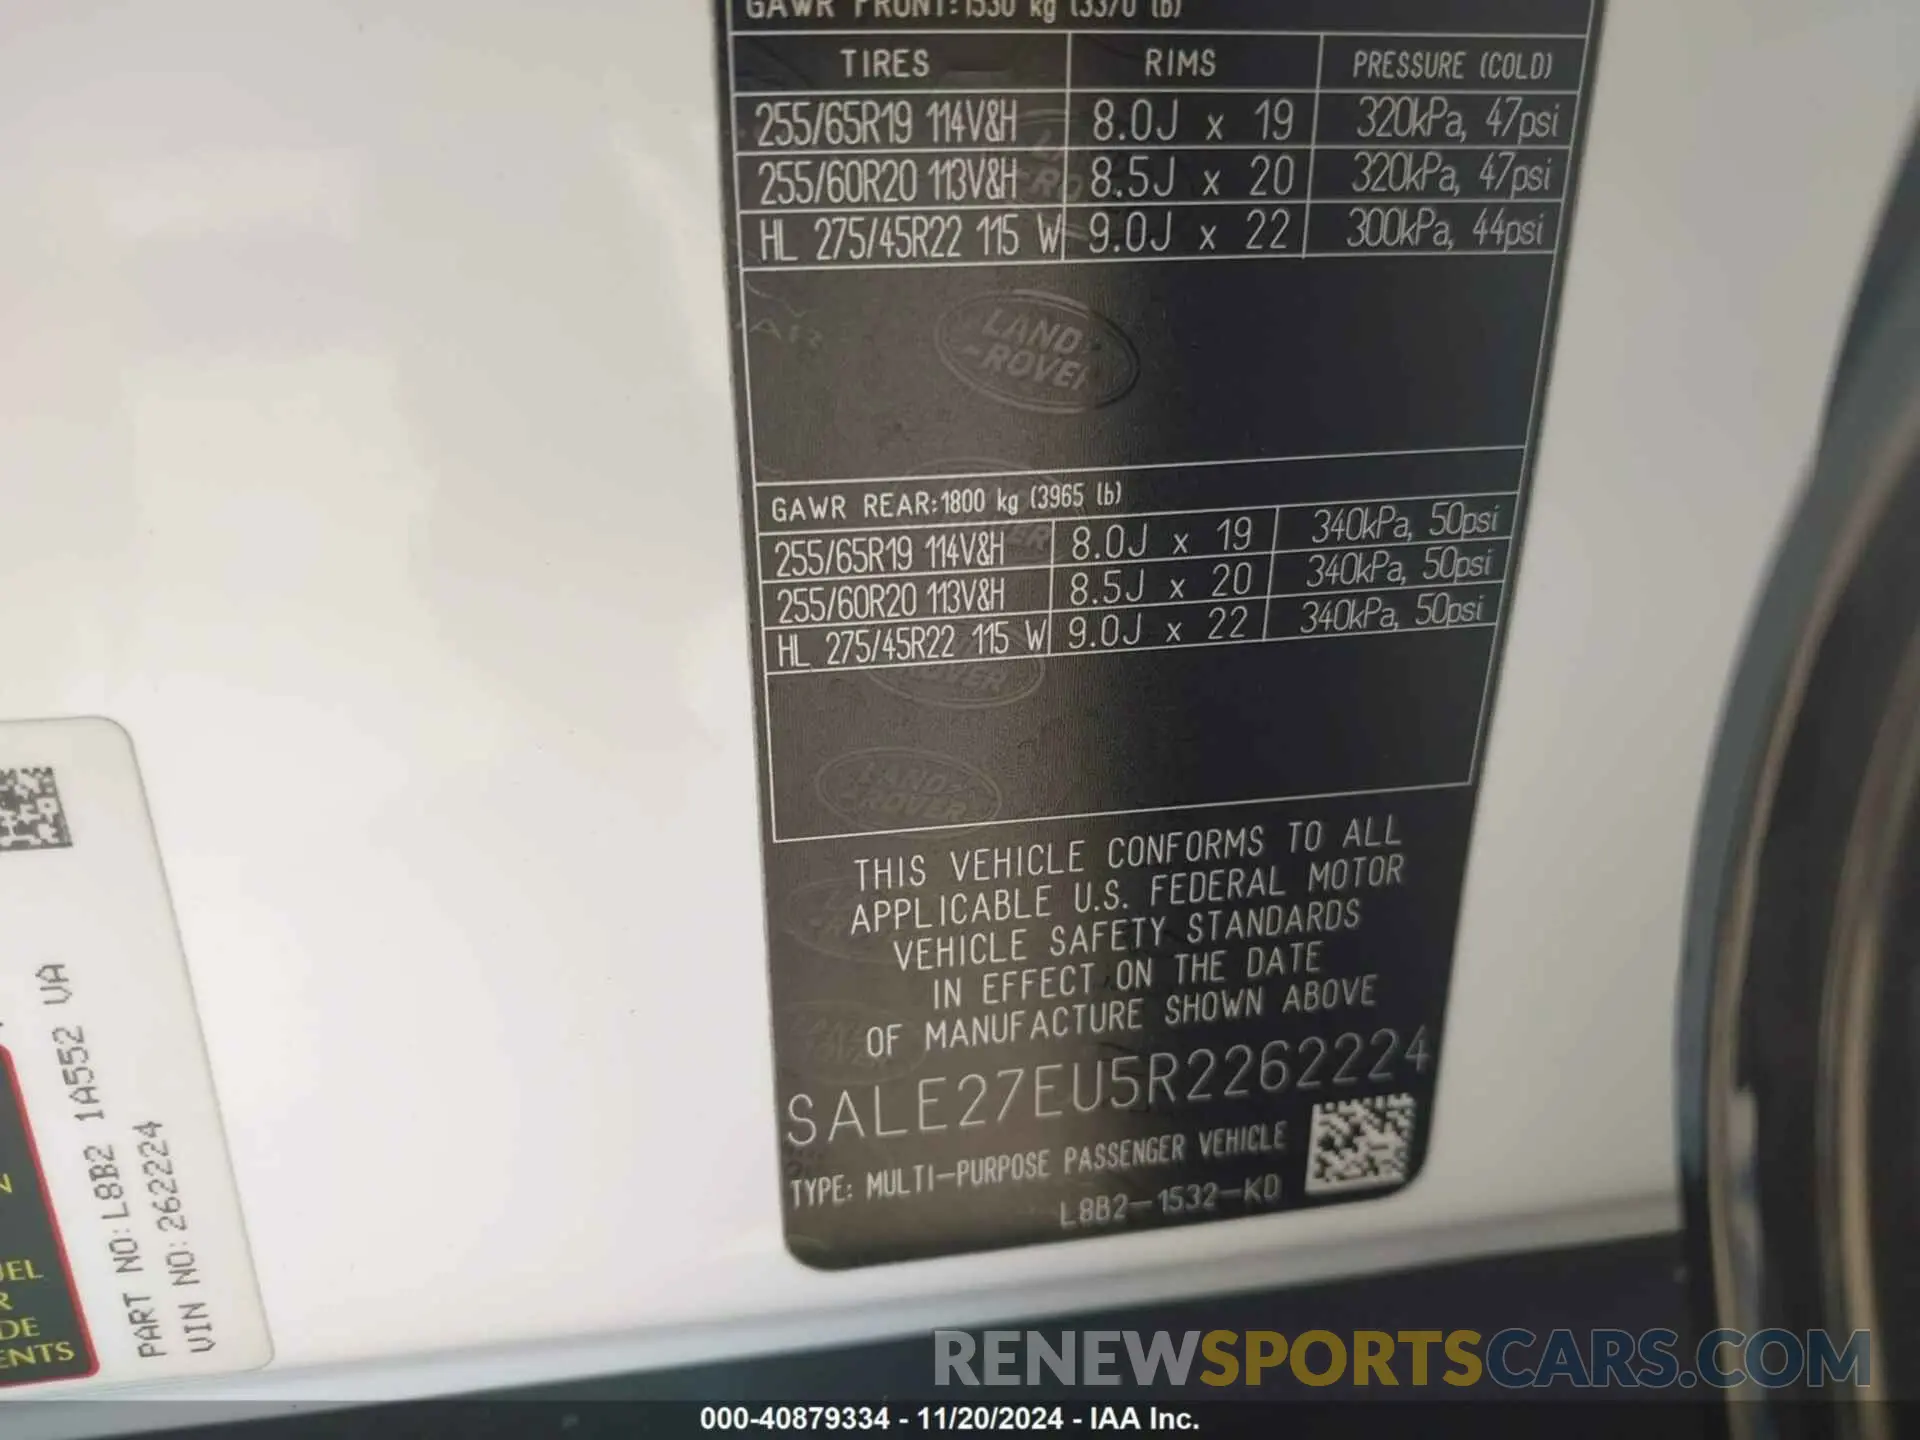 GAWR FRONT:1530 kg (3370 lb)
TIRES RIMS PRESSURE (COLD)
255/65R19 114V&H 8.0J x 19 320kPa, 47psi
255/60R20 113V&H 8.5J x 20 320kPa, 47psi
HL 275/45R22 115 W 9.0J x 22 300kPa, 44psi
LAND
ROVER
GAWR REAR:1800 kg (3965 lb)
255/65R19 114V&H 8.0J x 19 340kPa, 50psi
255/60R20 113V&H 8.5J x 20 340kPa, 50psi
HL 275/45R22 115 W 9.0J x 22 340kPa, 50psi
LAND
ROVER
THIS VEHICLE CONFORMS TO ALL
APPLICABLE U.S. FEDERAL MOTOR
VEHICLE SAFETY STANDARDS
IN EFFECT ON THE DATE
OF MANUFACTURE SHOWN ABOVE
SALE27EU5R2262224
TYPE: MULTI-PURPOSE PASSENGER VEHICLE
L8B2-1532-KD
PART NO:L8B2 1A552 VA
VIN NO:262224
RENEWSPORTSCARS.COM
000-40879334 - 11/20/2024 - IAA Inc.